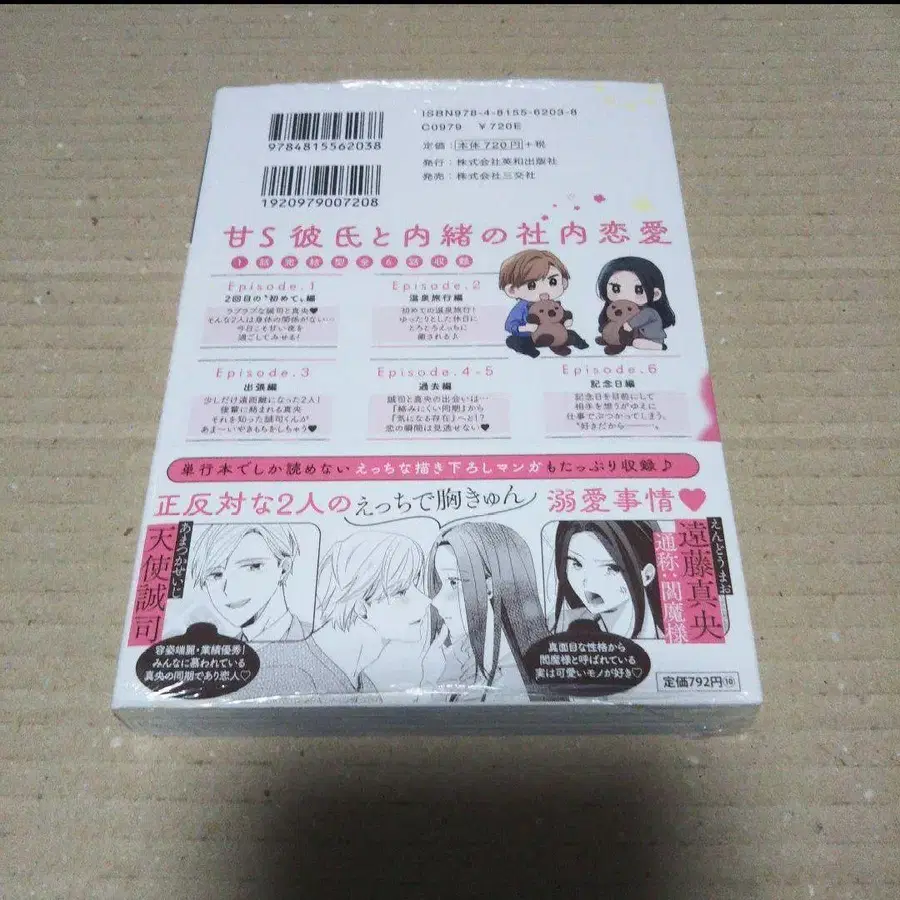 ISBN978-4-8155-6203-8
C0979 ￥720E
定価：本体720円+税
発行：株式会社英和出版社
発売：株式会社三交社
9784815562038
1920979007208
甘S彼氏と内緒の社内恋愛
1話完結型全6話収録
Episode.1
2回目の〝初めて〟編
ラブラブな誠司と真央♥
そんな2人は身体の関係がない…
今日こそ甘い夜を
過ごしてみせる!
Episode.2
温泉旅行編
初めての温泉旅行!
ゆったりとした休日に
とろとろえっちに
癒される♪
Episode.3
出張編
少しだけ遠距離になった2人!
後輩に絡まれる真央
それを知った誠司くんが
あま〜いやきもちをしちゃう♥
Episode.4-5
過去編
誠司と真央の出会いは…
「絡みにくい同期」から
「気になる存在」へと!?
恋の瞬間は見逃せない♥
Episode.6
記念日編
記念日を目前にして
相手を想うがゆえに
仕事でぶつかってしまう。
〝好きだから――〟
単行本でしか読めないえっちな描き下ろしマンガもたっぷり収録♪
正反対な2人のえっちで胸きゅん溺愛事情♥
あまつかせいじ
天使誠司
容姿端麗・業績優秀!
みんなに慕われている
真央の同期であり恋人♡
えんどうまお
遠藤真央
通称：閻魔様
真面目な性格から
閻魔様と呼ばれている
実は可愛いモノが好き♡
定価792円⑩